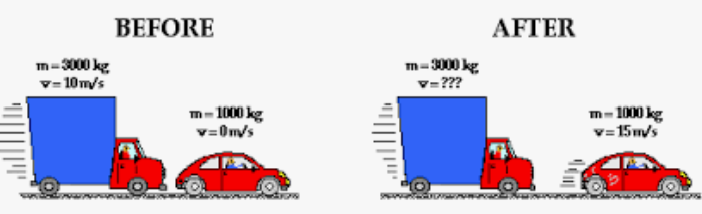 BEFORE
m = 3000 kg
v = 10 m/s
m = 1000 kg
v = 0 m/s
AFTER
m = 3000 kg
v = ???
m = 1000 kg
v = 15 m/s